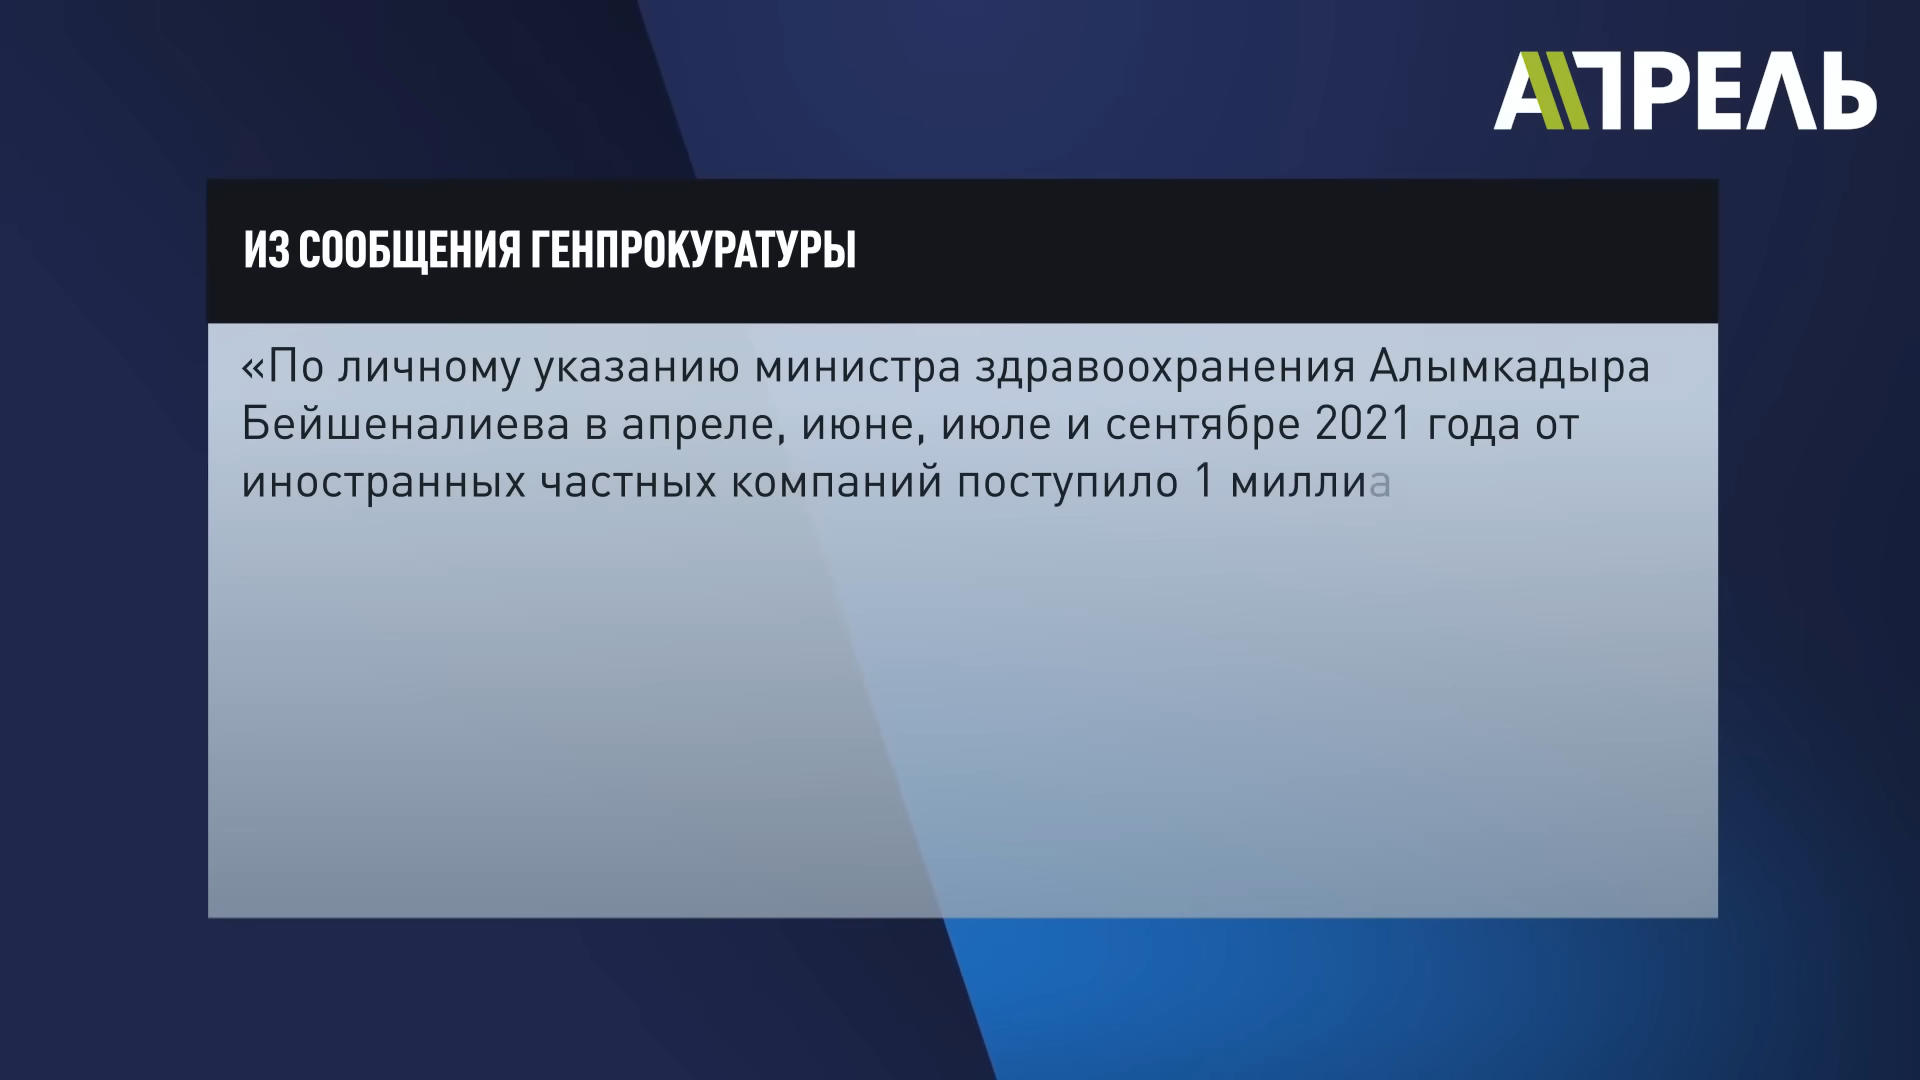 АПРЕЛЬ
ИЗ СООБЩЕНИЯ ГЕНПРОКУРАТУРЫ
«По личному указанию министра здравоохранения Алымкадыра
Бейшеналиева в апреле, июне, июле и сентябре 2021 года от
иностранных частных компаний поступило 1 миллиа